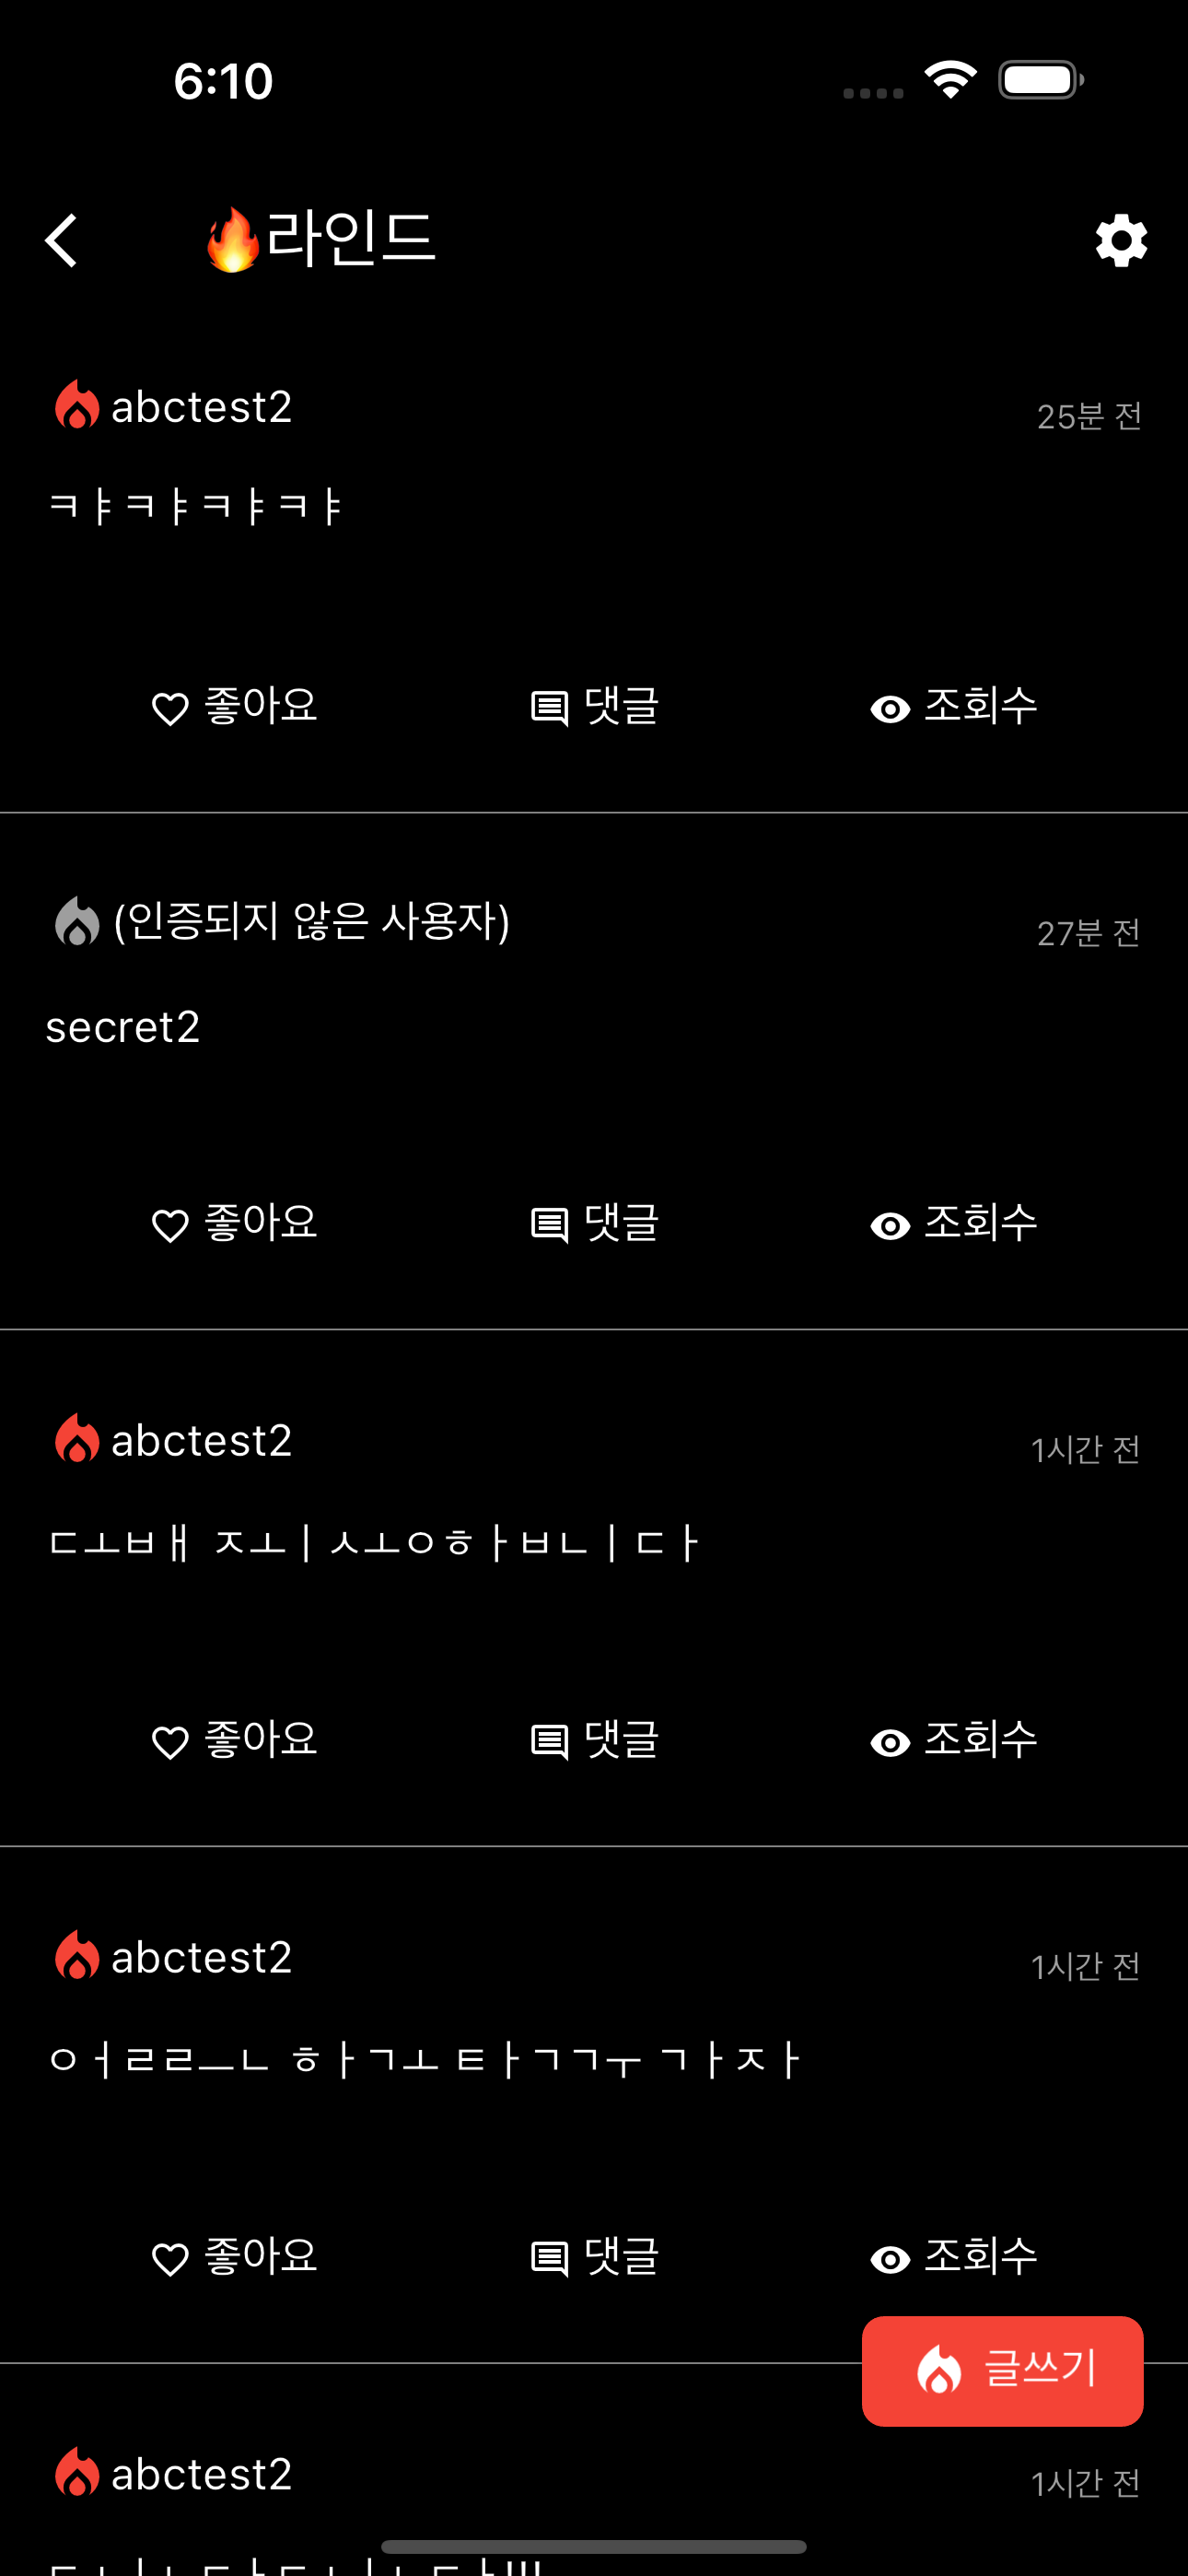 6:10
🔥라인드
abctest2
25분 전
ㅋㅑㅋㅑㅋㅑㅋㅑ
좋아요 댓글 조회수
(인증되지 않은 사용자)
27분 전
secret2
좋아요 댓글 조회수
abctest2
1시간 전
ㄷㅗㅂㅐ ㅈㅗㅣㅅㅗㅇㅎㅏㅂㄴㅣㄷㅏ
좋아요 댓글 조회수
abctest2
1시간 전
ㅇㅓㄹㄹㅡㄴ ㅎㅏㄱㅗㅌㅏㄱㄱㅜ ㄱㅏㅈㅏ
좋아요 댓글 조회수
글쓰기
abctest2
1시간 전